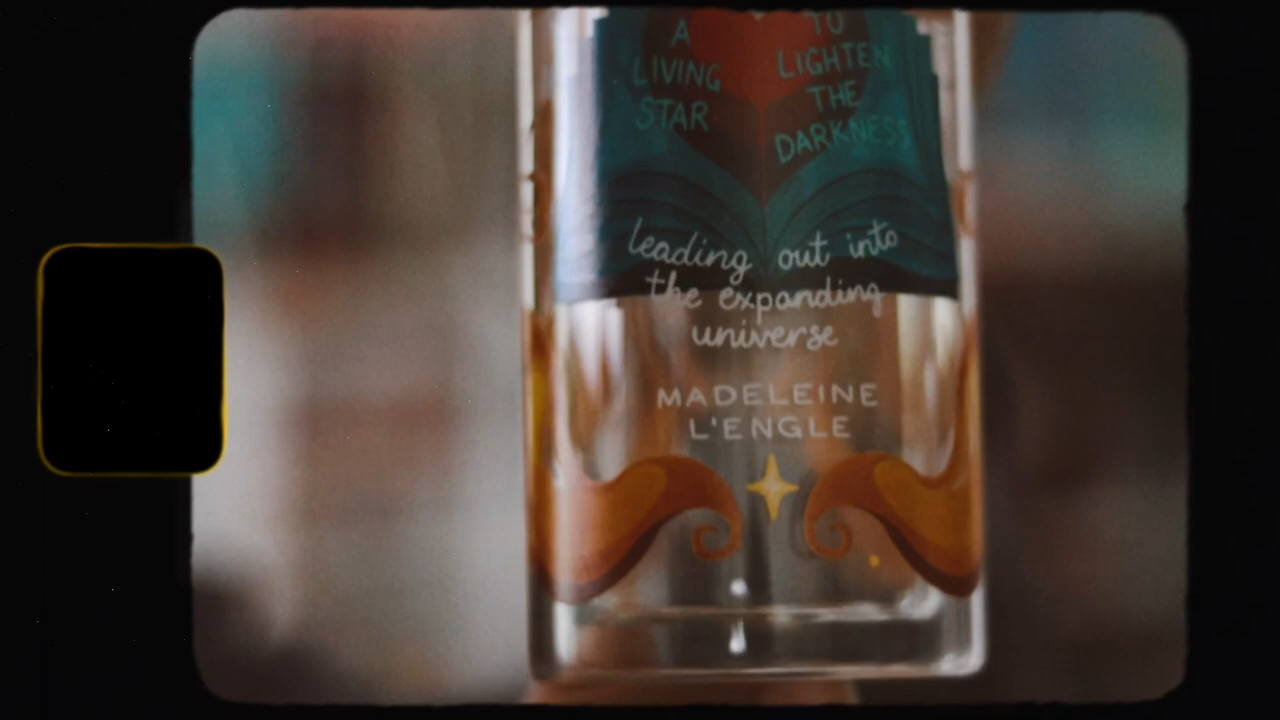 A
LIVING
STAR
TO
LIGHTEN
THE
DARKNESS
leading out into
the expanding
universe
MADELEINE
L'ENGLE